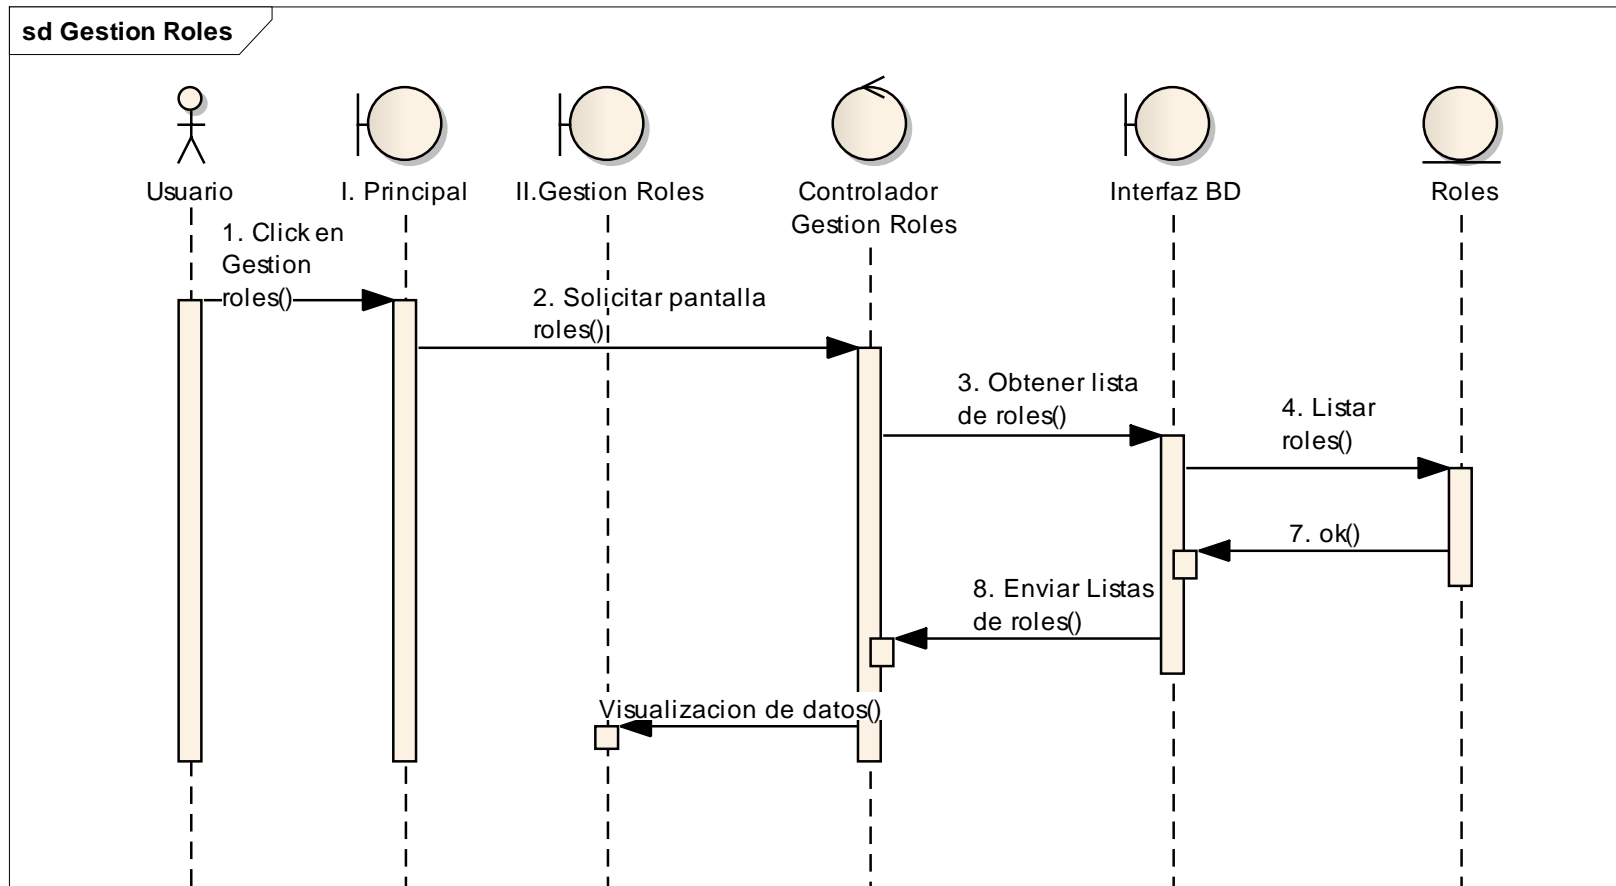 sd Gestion Roles
Usuario
I. Principal
II.Gestion Roles
Controlador
Gestion Roles
Interfaz BD
Roles
1. Click en
Gestion
roles()
2. Solicitar pantalla
roles()
3. Obtener lista
de roles()
4. Listar
roles()
7. ok()
8. Enviar Listas
de roles()
Visualizacion de datos()